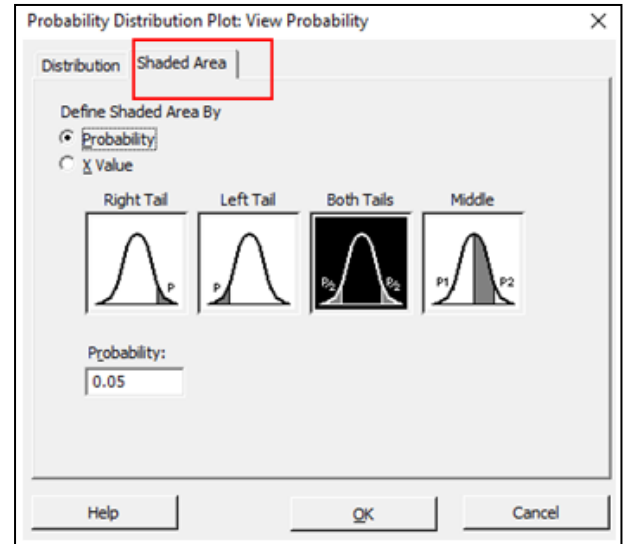 Probability Distribution Plot: View Probability
Distribution Shaded Area
Define Shaded Area By
Probability
X Value
Right Tail Left Tail Both Tails Middle
P P P/2 P/2 P1 P2
Probability:
0.05
Help OK Cancel